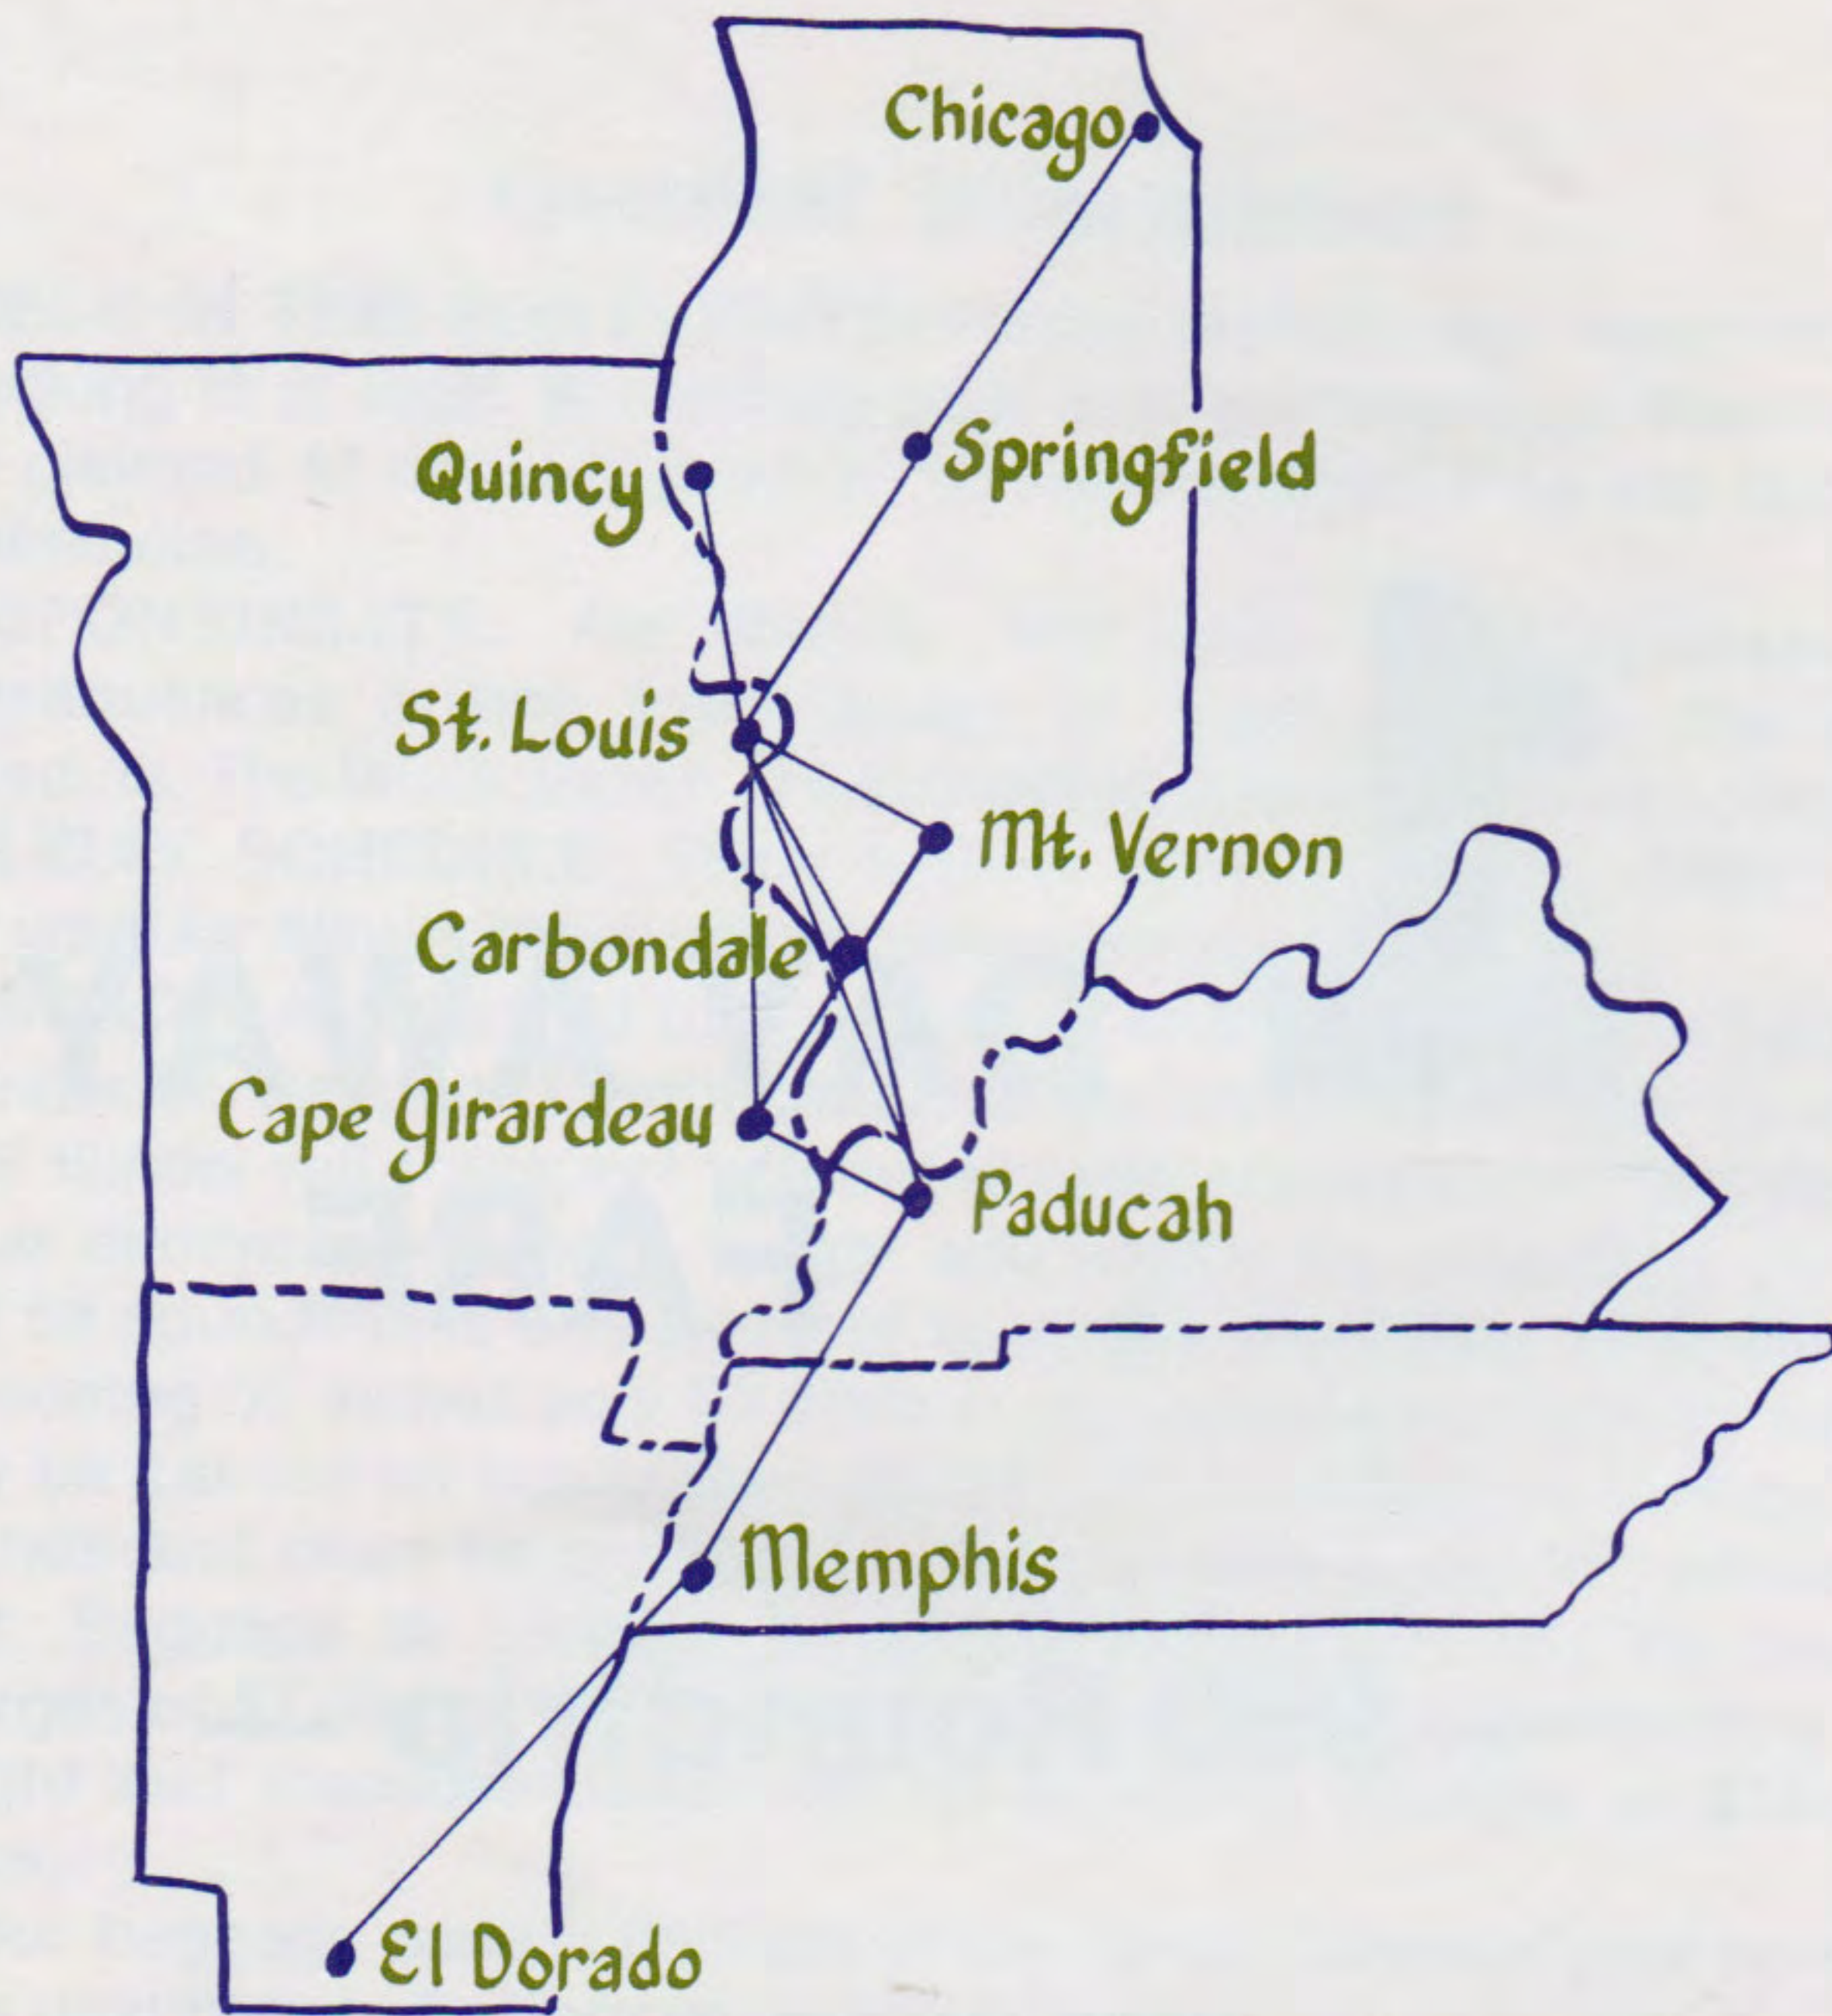 Chicago
Springfield
Quincy
St. Louis
Mt. Vernon
Carbondale
Cape Girardeau
Paducah
Memphis
El Dorado